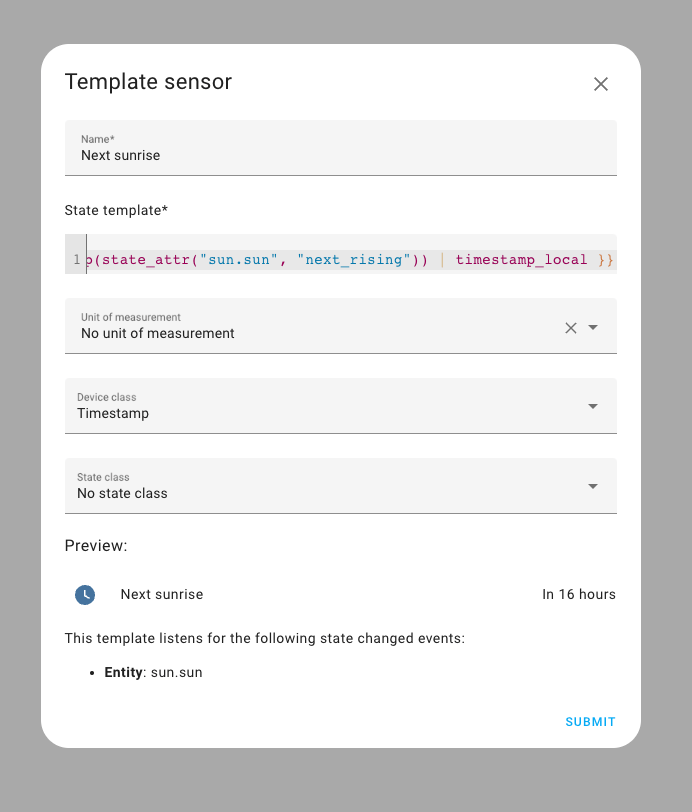 Template sensor
Name*
Next sunrise
State template*
1 p(state_attr("sun.sun", "next_rising")) | timestamp_local }}
Unit of measurement
No unit of measurement
Device class
Timestamp
State class
No state class
Preview:
Next sunrise In 16 hours
This template listens for the following state changed events:
• Entity: sun.sun
SUBMIT